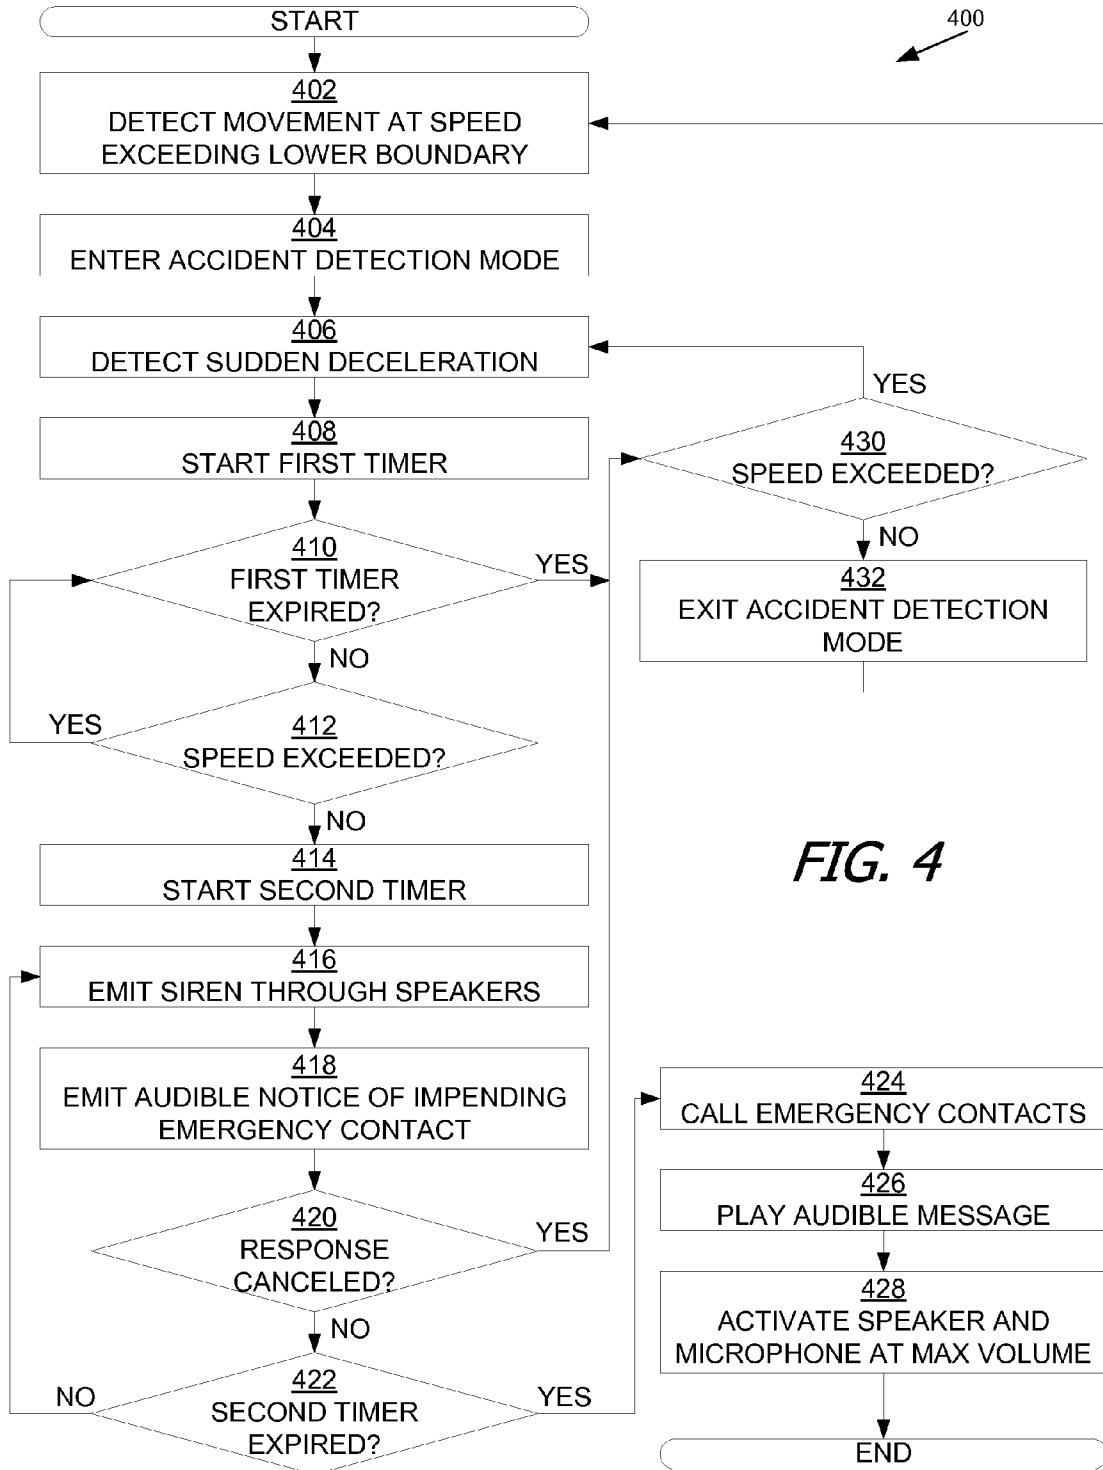 START
400
402
DETECT MOVEMENT AT SPEED
EXCEEDING LOWER BOUNDARY
404
ENTER ACCIDENT DETECTION MODE
406
DETECT SUDDEN DECELERATION
YES
408
START FIRST TIMER
430
SPEED EXCEEDED?
NO
410
FIRST TIMER
EXPIRED?
YES
432
EXIT ACCIDENT DETECTION
MODE
NO
412
SPEED EXCEEDED?
YES
NO
414
START SECOND TIMER
FIG. 4
416
EMIT SIREN THROUGH SPEAKERS
418
EMIT AUDIBLE NOTICE OF IMPENDING
EMERGENCY CONTACT
424
CALL EMERGENCY CONTACTS
426
PLAY AUDIBLE MESSAGE
420
RESPONSE
CANCELED?
YES
428
ACTIVATE SPEAKER AND
MICROPHONE AT MAX VOLUME
NO
422
SECOND TIMER
EXPIRED?
NO
YES
END